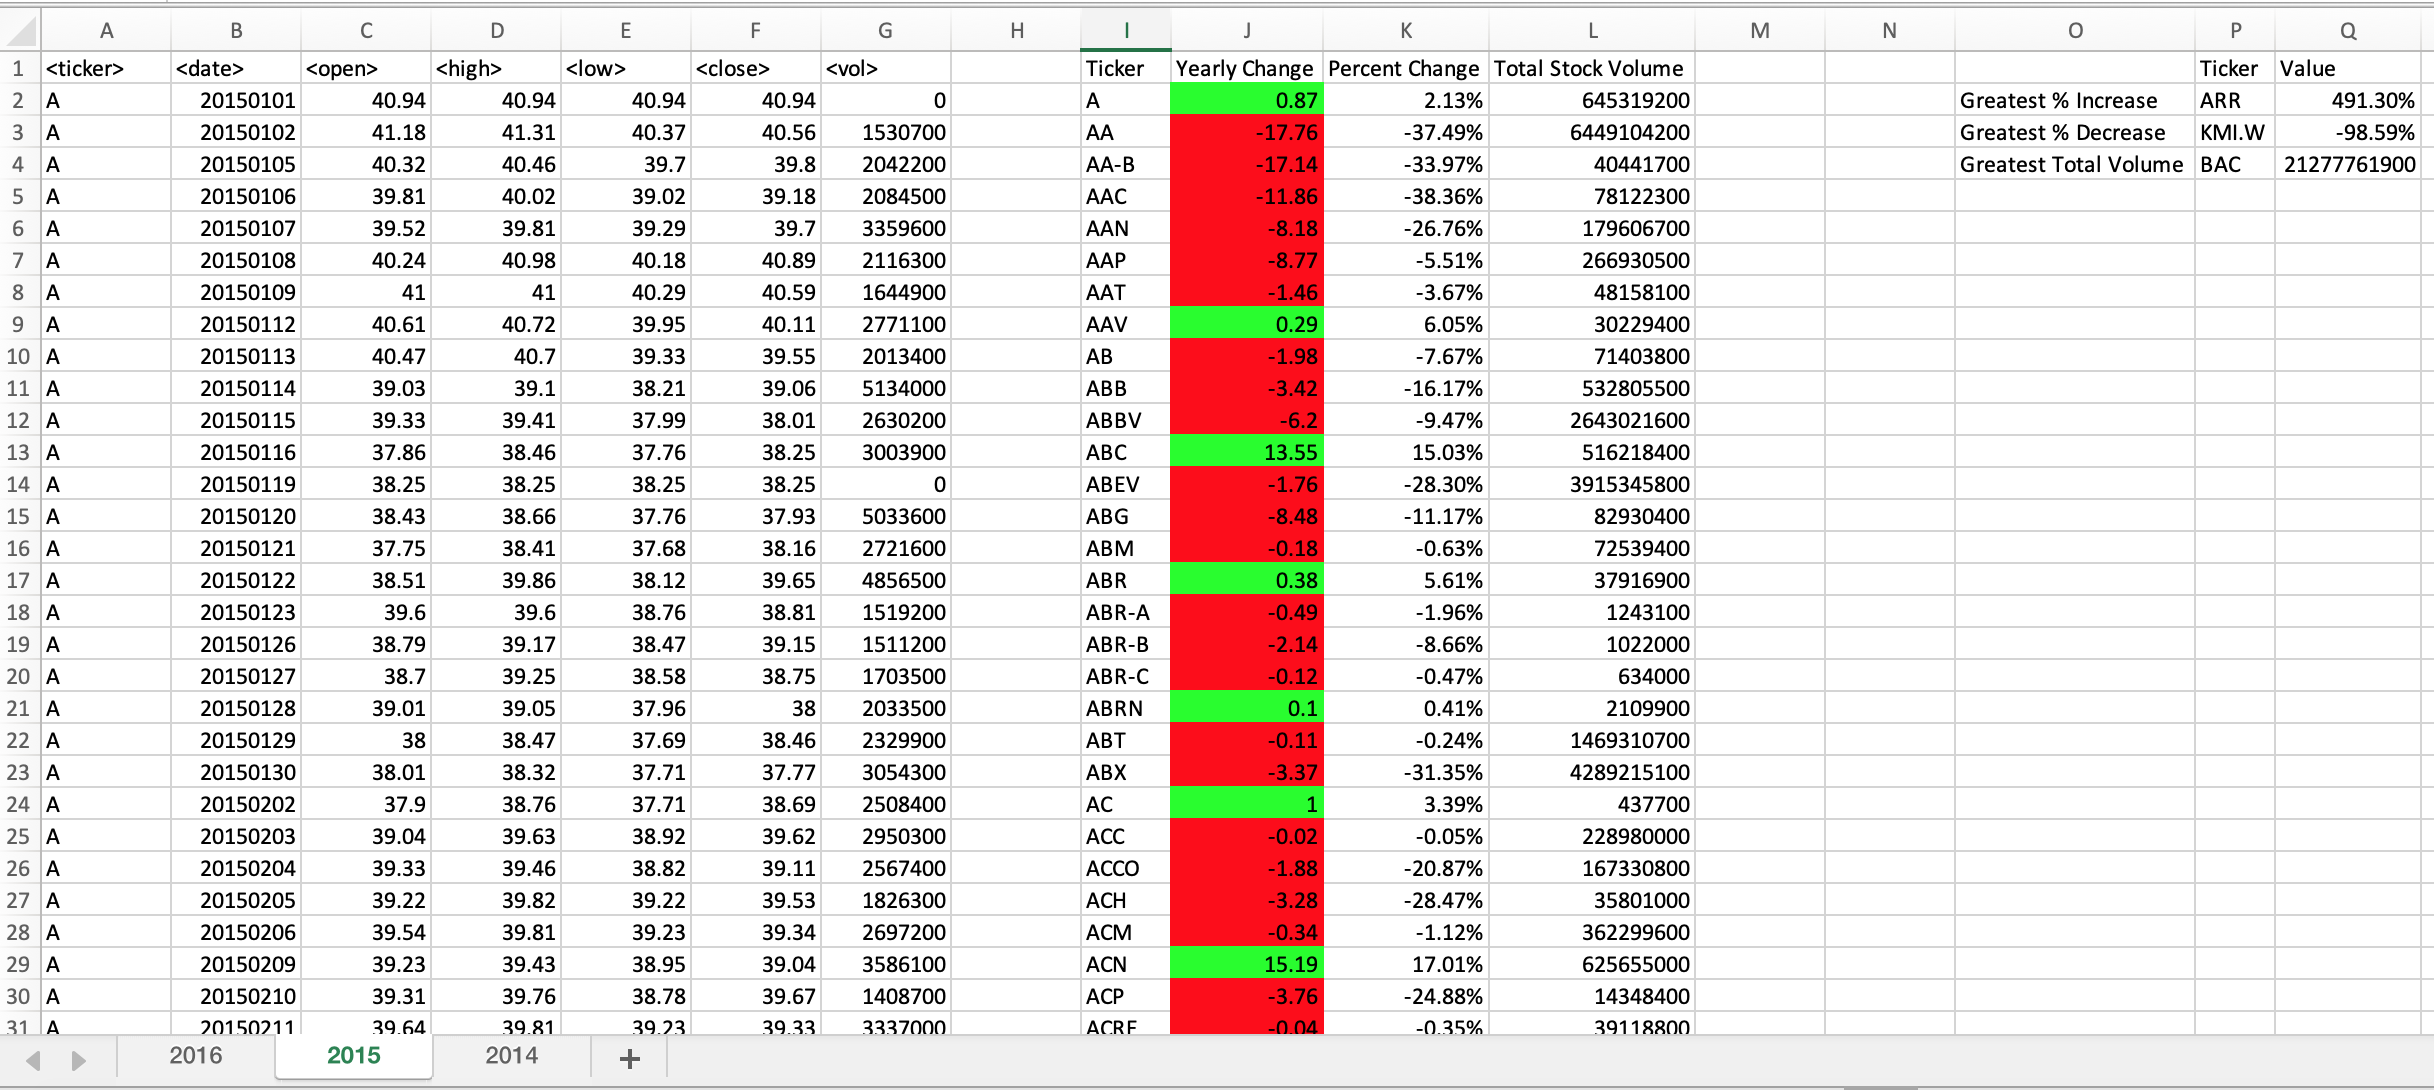 A B C D E F G H I J K L M N O P Q
1 <ticker> <date> <open> <high> <low> <close> <vol> Ticker Yearly Change Percent Change Total Stock Volume Ticker Value
2 A 20150101 40.94 40.94 40.94 40.94 0 A 0.87 2.13% 645319200 Greatest % Increase ARR 491.30%
3 A 20150102 41.18 41.31 40.37 40.56 1530700 AA -17.76 -37.49% 6449104200 Greatest % Decrease KMI.W -98.59%
4 A 20150105 40.32 40.46 39.7 39.8 2042200 AA-B -17.14 -33.97% 40441700 Greatest Total Volume BAC 21277761900
5 A 20150106 39.81 40.02 39.02 39.18 2084500 AAC -11.86 -38.36% 78122300
6 A 20150107 39.52 39.81 39.29 39.7 3359600 AAN -8.18 -26.76% 179606700
7 A 20150108 40.24 40.98 40.18 40.89 2116300 AAP -8.77 -5.51% 266930500
8 A 20150109 41 41 40.29 40.59 1644900 AAT -1.46 -3.67% 48158100
9 A 20150112 40.61 40.72 39.95 40.11 2771100 AAV 0.29 6.05% 30229400
10 A 20150113 40.47 40.7 39.33 39.55 2013400 AB -1.98 -7.67% 71403800
11 A 20150114 39.03 39.1 38.21 39.06 5134000 ABB -3.42 -16.17% 532805500
12 A 20150115 39.33 39.41 37.99 38.01 2630200 ABBV -6.2 -9.47% 2643021600
13 A 20150116 37.86 38.46 37.76 38.25 3003900 ABC 13.55 15.03% 516218400
14 A 20150119 38.25 38.25 38.25 38.25 0 ABEV -1.76 -28.30% 3915345800
15 A 20150120 38.43 38.66 37.76 37.93 5033600 ABG -8.48 -11.17% 82930400
16 A 20150121 37.75 38.41 37.68 38.16 2721600 ABM -0.18 -0.63% 72539400
17 A 20150122 38.51 39.86 38.12 39.65 4856500 ABR 0.38 5.61% 37916900
18 A 20150123 39.6 39.6 38.76 38.81 1519200 ABR-A -0.49 -1.96% 1243100
19 A 20150126 38.79 39.17 38.47 39.15 1511200 ABR-B -2.14 -8.66% 1022000
20 A 20150127 38.7 39.25 38.58 38.75 1703500 ABR-C -0.12 -0.47% 634000
21 A 20150128 39.01 39.05 37.96 38 2033500 ABRN 0.1 0.41% 2109900
22 A 20150129 38 38.47 37.69 38.46 2329900 ABT -0.11 -0.24% 1469310700
23 A 20150130 38.01 38.32 37.71 37.77 3054300 ABX -3.37 -31.35% 4289215100
24 A 20150202 37.9 38.76 37.71 38.69 2508400 AC 1 3.39% 437700
25 A 20150203 39.04 39.63 38.92 39.62 2950300 ACC -0.02 -0.05% 228980000
26 A 20150204 39.33 39.46 38.82 39.11 2567400 ACCO -1.88 -20.87% 167330800
27 A 20150205 39.22 39.82 39.22 39.53 1826300 ACH -3.28 -28.47% 35801000
28 A 20150206 39.54 39.81 39.23 39.34 2697200 ACM -0.34 -1.12% 362299600
29 A 20150209 39.23 39.43 38.95 39.04 3586100 ACN 15.19 17.01% 625655000
30 A 20150210 39.31 39.76 38.78 39.67 1408700 ACP -3.76 -24.88% 14348400
31 A 20150211 39.64 39.81 39.23 39.33 3337000 ACRE -0.04 -0.35% 39118800
2016 2015 2014 +